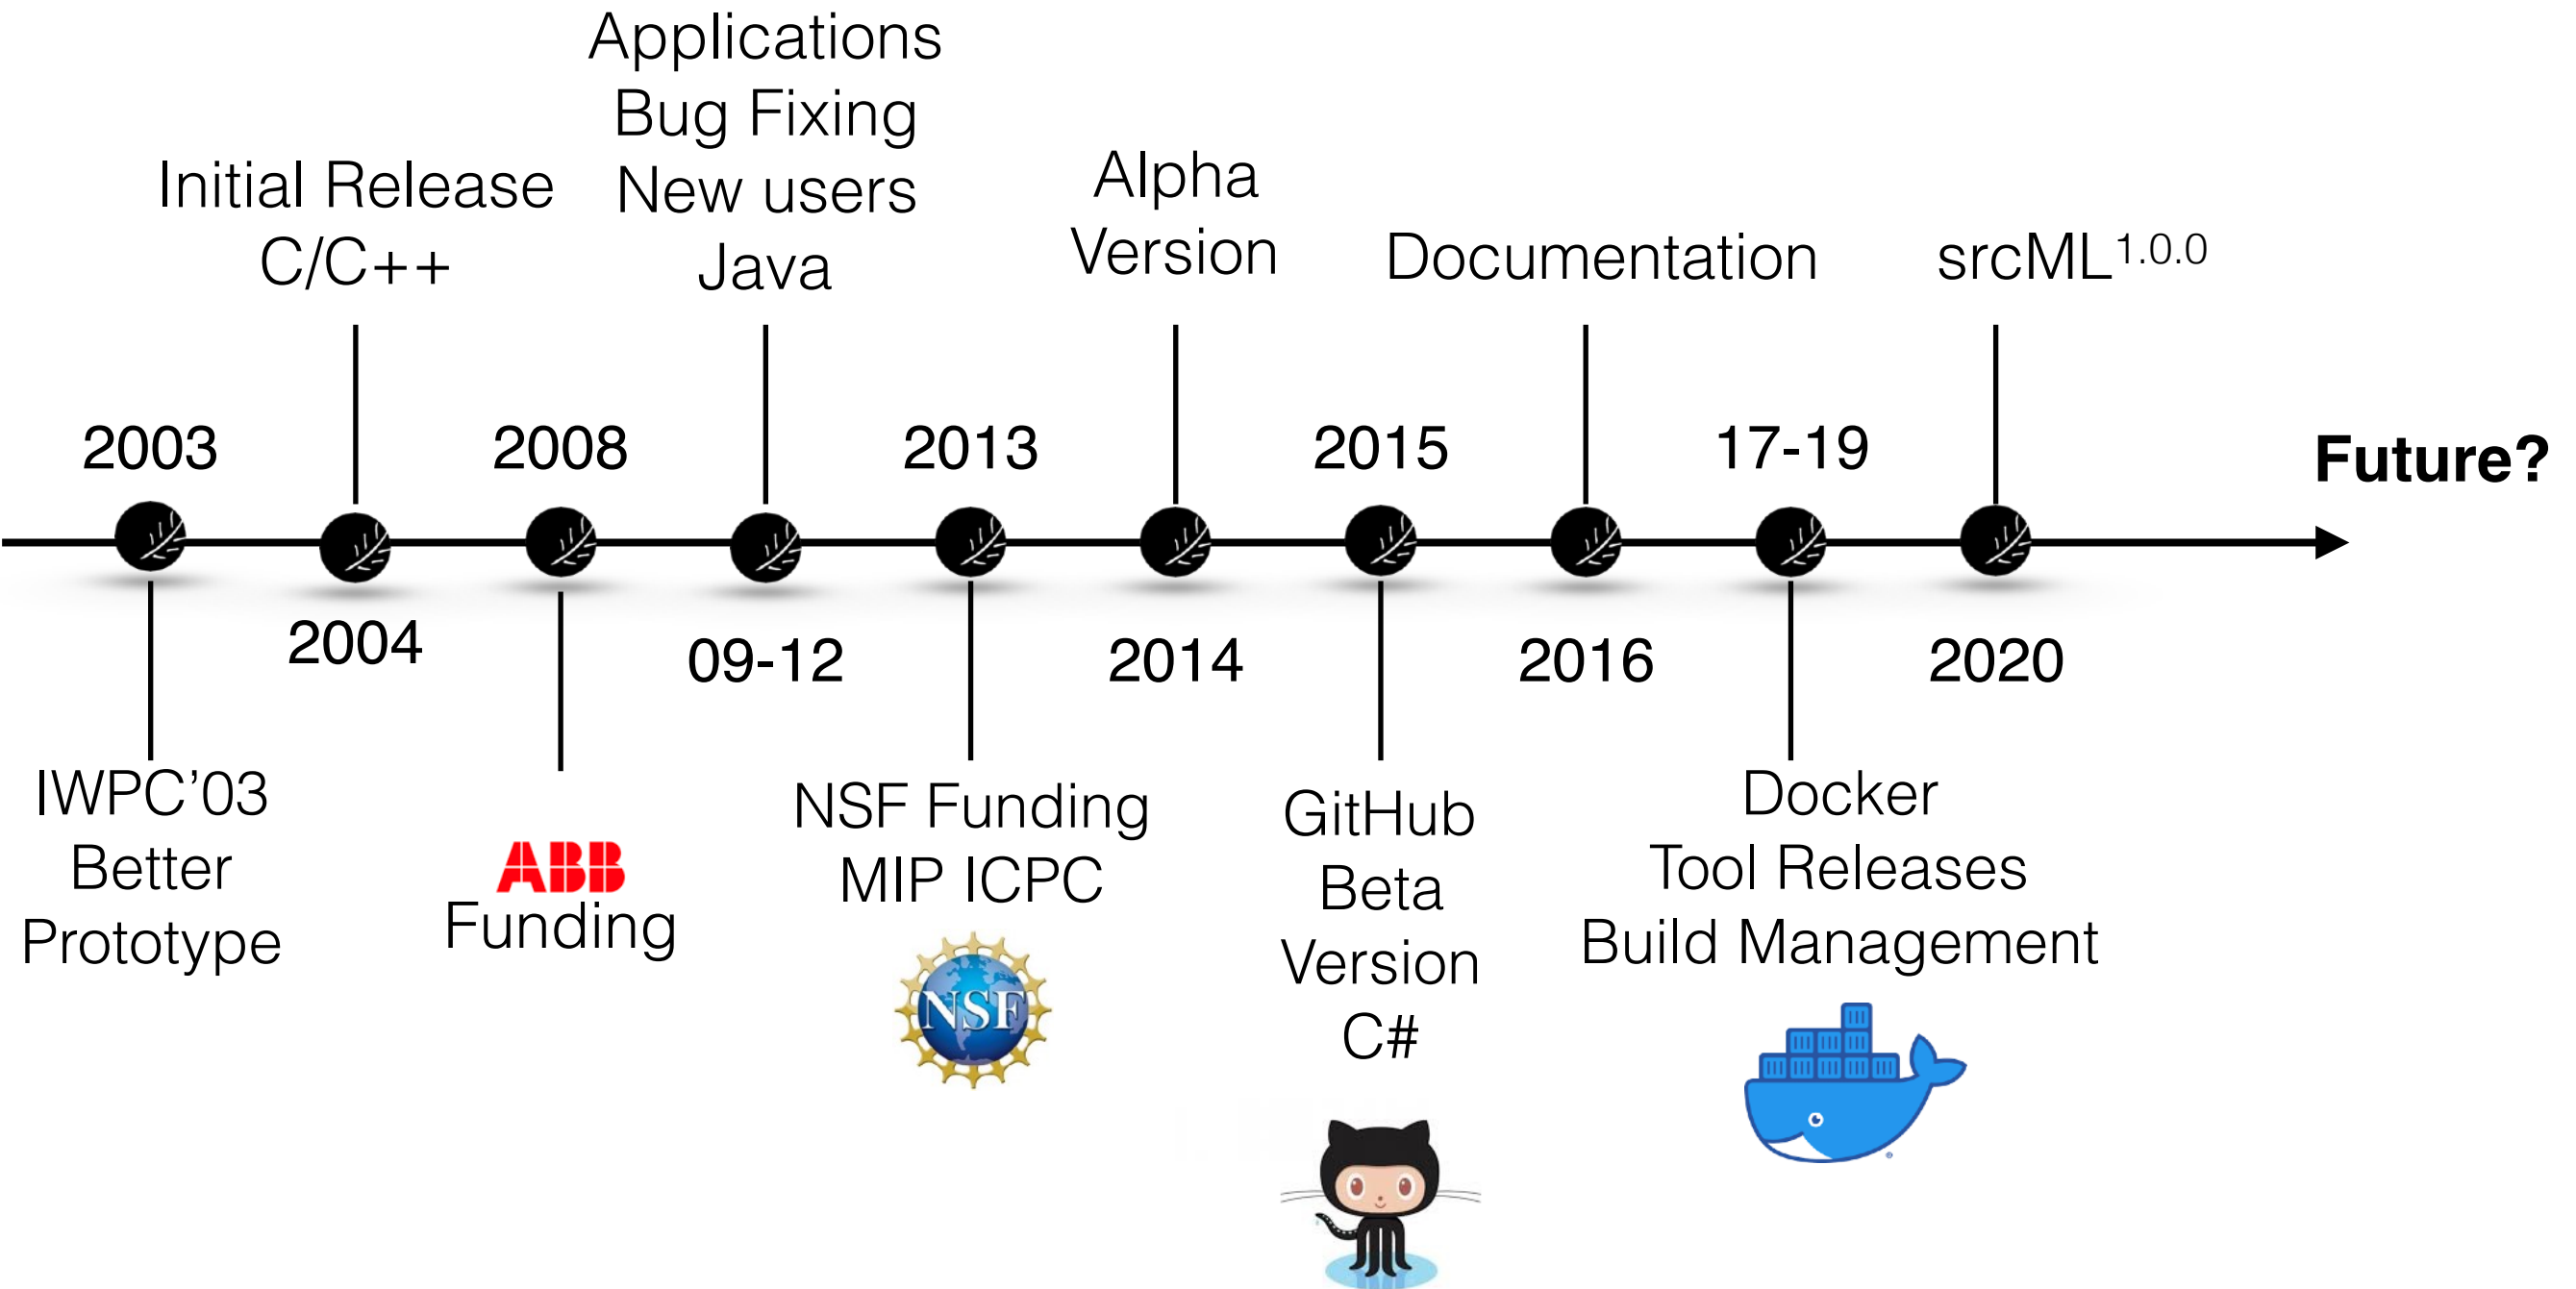 Applications
Bug Fixing
New users
Java
Initial Release
C/C++
Alpha
Version
Documentation
srcML1.0.0
2003
2008
2013
2015
17-19
Future?
2004
09-12
2014
2016
2020
IWPC’03
Better
Prototype
ABB
Funding
NSF Funding
MIP ICPC
NSF
GitHub
Beta
Version
C#
Docker
Tool Releases
Build Management